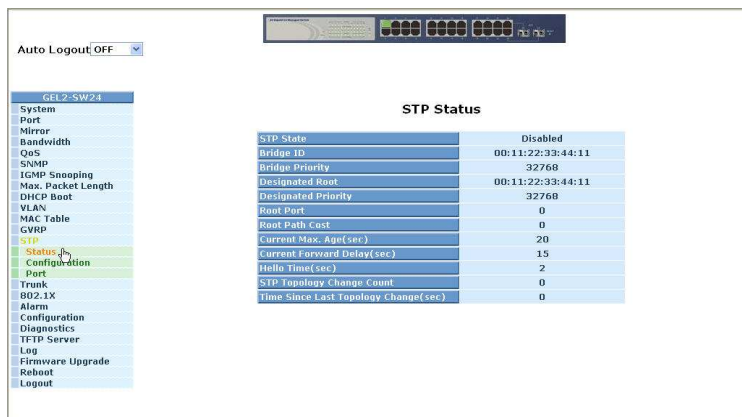 Auto Logout OFF
GEL2-SW24
System
Port
Mirror
Bandwidth
QoS
SNMP
IGMP Snooping
Max. Packet Length
DHCP Boot
VLAN
MAC Table
GVRP
STP
Status
Configuration
Port
Trunk
802.1X
Alarm
Configuration
Diagnostics
TFTP Server
Log
Firmware Upgrade
Reboot
Logout
STP Status
STP State Disabled
Bridge ID 00:11:22:33:44:11
Bridge Priority 32768
Designated Root 00:11:22:33:44:11
Designated Priority 32768
Root Port 0
Root Path Cost 0
Current Max. Age(sec) 20
Current Forward Delay(sec) 15
Hello Time(sec) 2
STP Topology Change Count 0
Time Since Last Topology Change(sec) 0